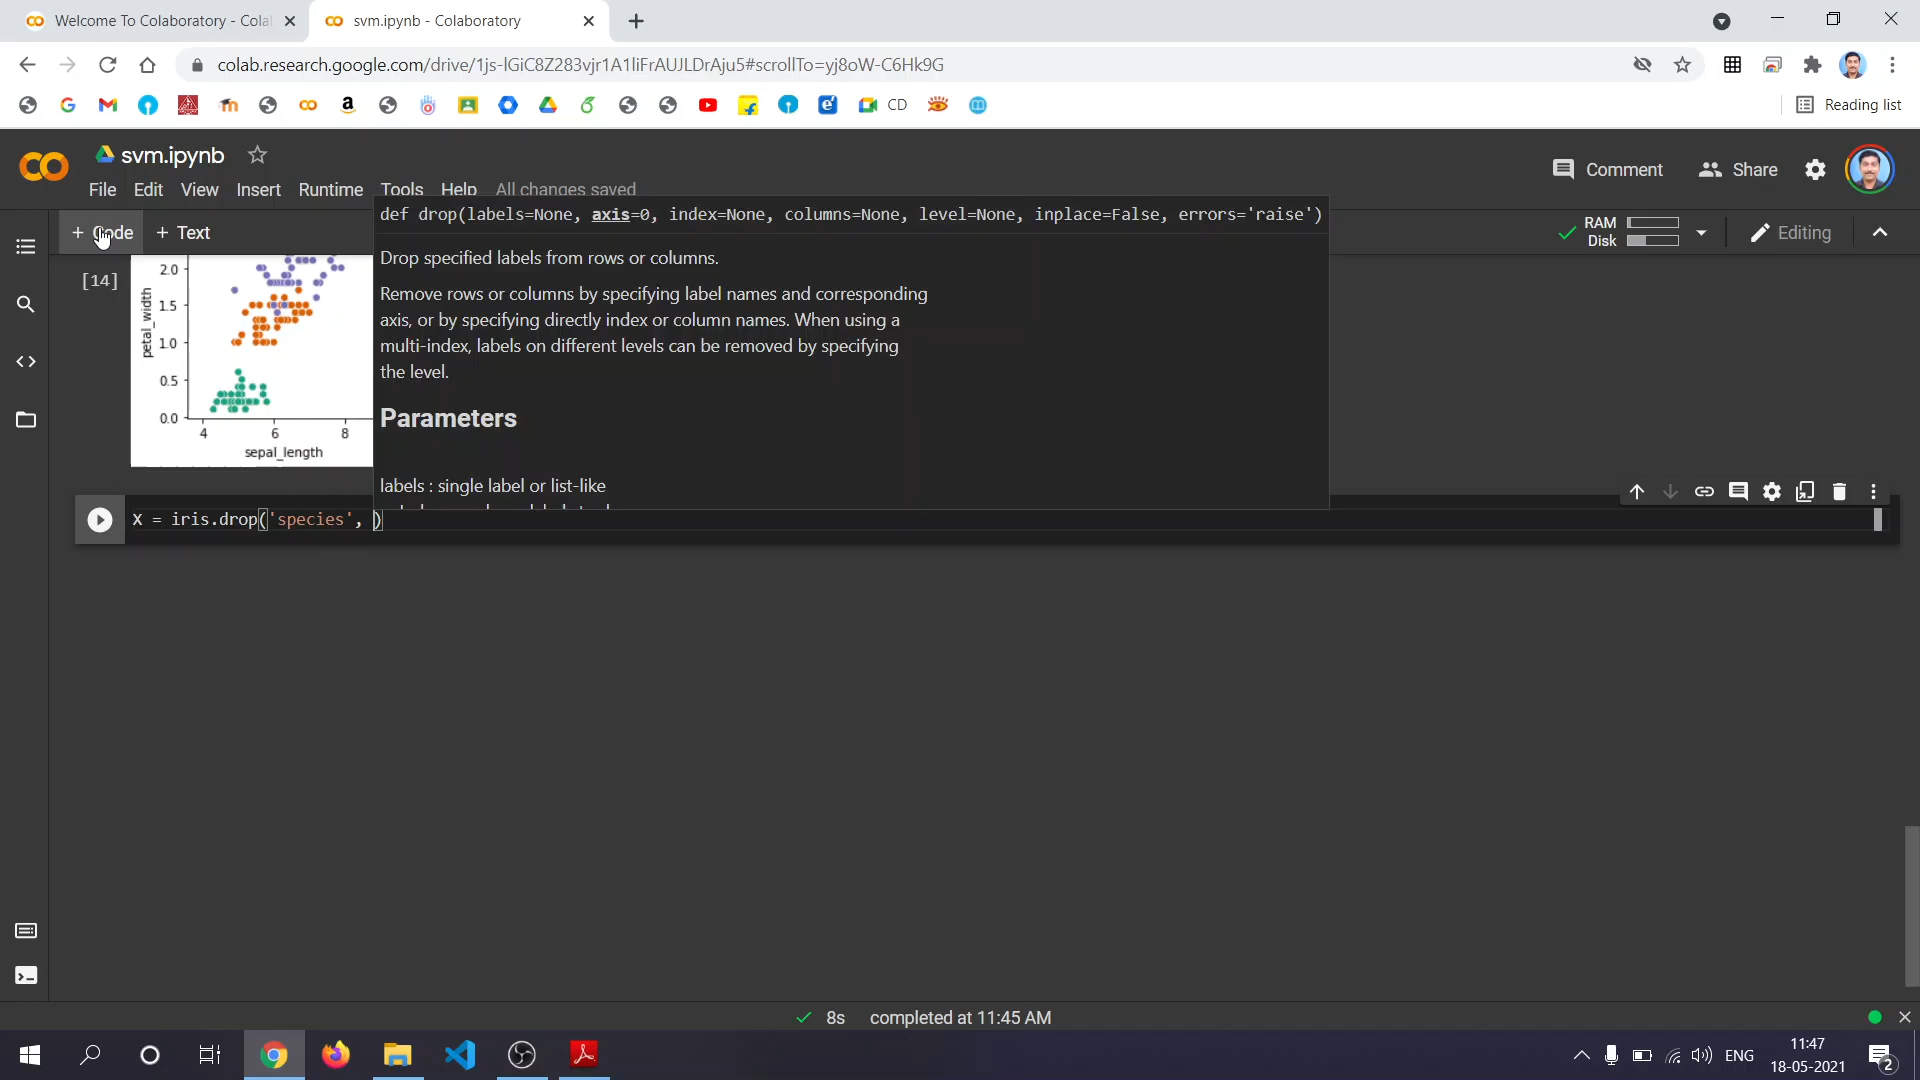 Welcome To Colaboratory - Cola
svm.ipynb - Colaboratory
colab.research.google.com/drive/1js-lGiC8Z283vjr1A1liFrAUJLDrAju5#scrollTo=yj8oW-C6Hk9G
CD
Reading list
svm.ipynb
Comment
Share
File Edit View Insert Runtime Tools Help All changes saved
def drop(labels=None, axis=0, index=None, columns=None, level=None, inplace=False, errors='raise')
+ Code + Text
RAM
Disk
Editing
Drop specified labels from rows or columns.
Remove rows or columns by specifying label names and corresponding
axis, or by specifying directly index or column names. When using a
multi-index, labels on different levels can be removed by specifying
the level.
Parameters
labels : single label or list-like
[14]
petal_width
2.0
1.5
1.0
0.5
0.0
4 6 8
sepal_length
X = iris.drop('species', )
8s completed at 11:45 AM
ENG
11:47
18-05-2021
2